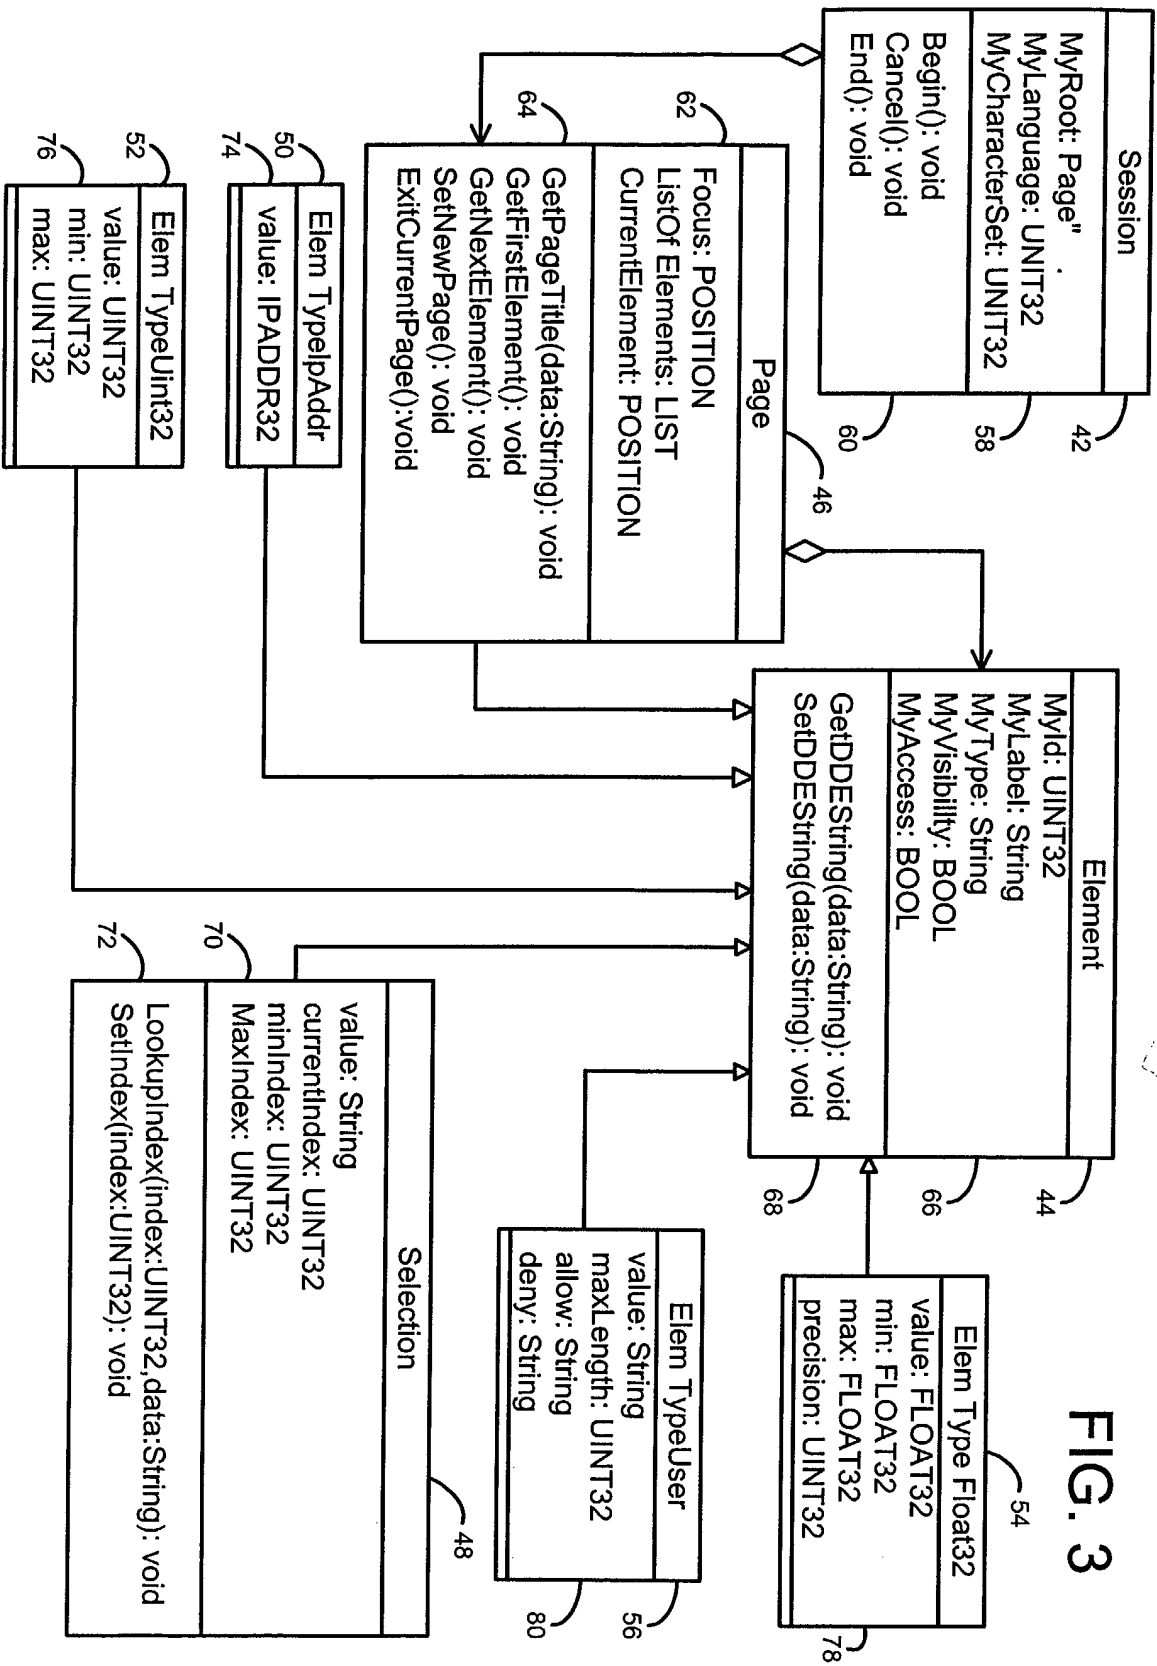 FIG. 3
Session
MyRoot: Page"
MyLanguage: UNIT32
MyCharacterSet: UNIT32
Begin(): void
Cancel(): void
End(): void
42
58
60
Page
Focus: POSITION
ListOf Elements: LIST
CurrentElement: POSITION
GetPageTitle(data:String): void
GetFirstElement(): void
GetNextElement(): void
SetNewPage(): void
ExitCurrentPage():void
46
62
64
Element
MyId: UINT32
MyLabel: String
MyType: String
MyVisibility: BOOL
MyAccess: BOOL
GetDDEString(data:String): void
SetDDEString(data:String): void
44
66
68
Elem Type Float32
value: FLOAT32
min: FLOAT32
max: FLOAT32
precision: UINT32
54
78
Elem TypeIpAddr
value: IPADDR32
50
74
Elem TypeUint32
value: UINT32
min: UINT32
max: UINT32
52
76
Elem TypeUser
value: String
maxLength: UINT32
allow: String
deny: String
56
80
Selection
value: String
currentIndex: UINT32
minIndex: UINT32
MaxIndex: UINT32
LookupIndex(index:UINT32,data:String): void
SetIndex(index:UINT32): void
48
70
72